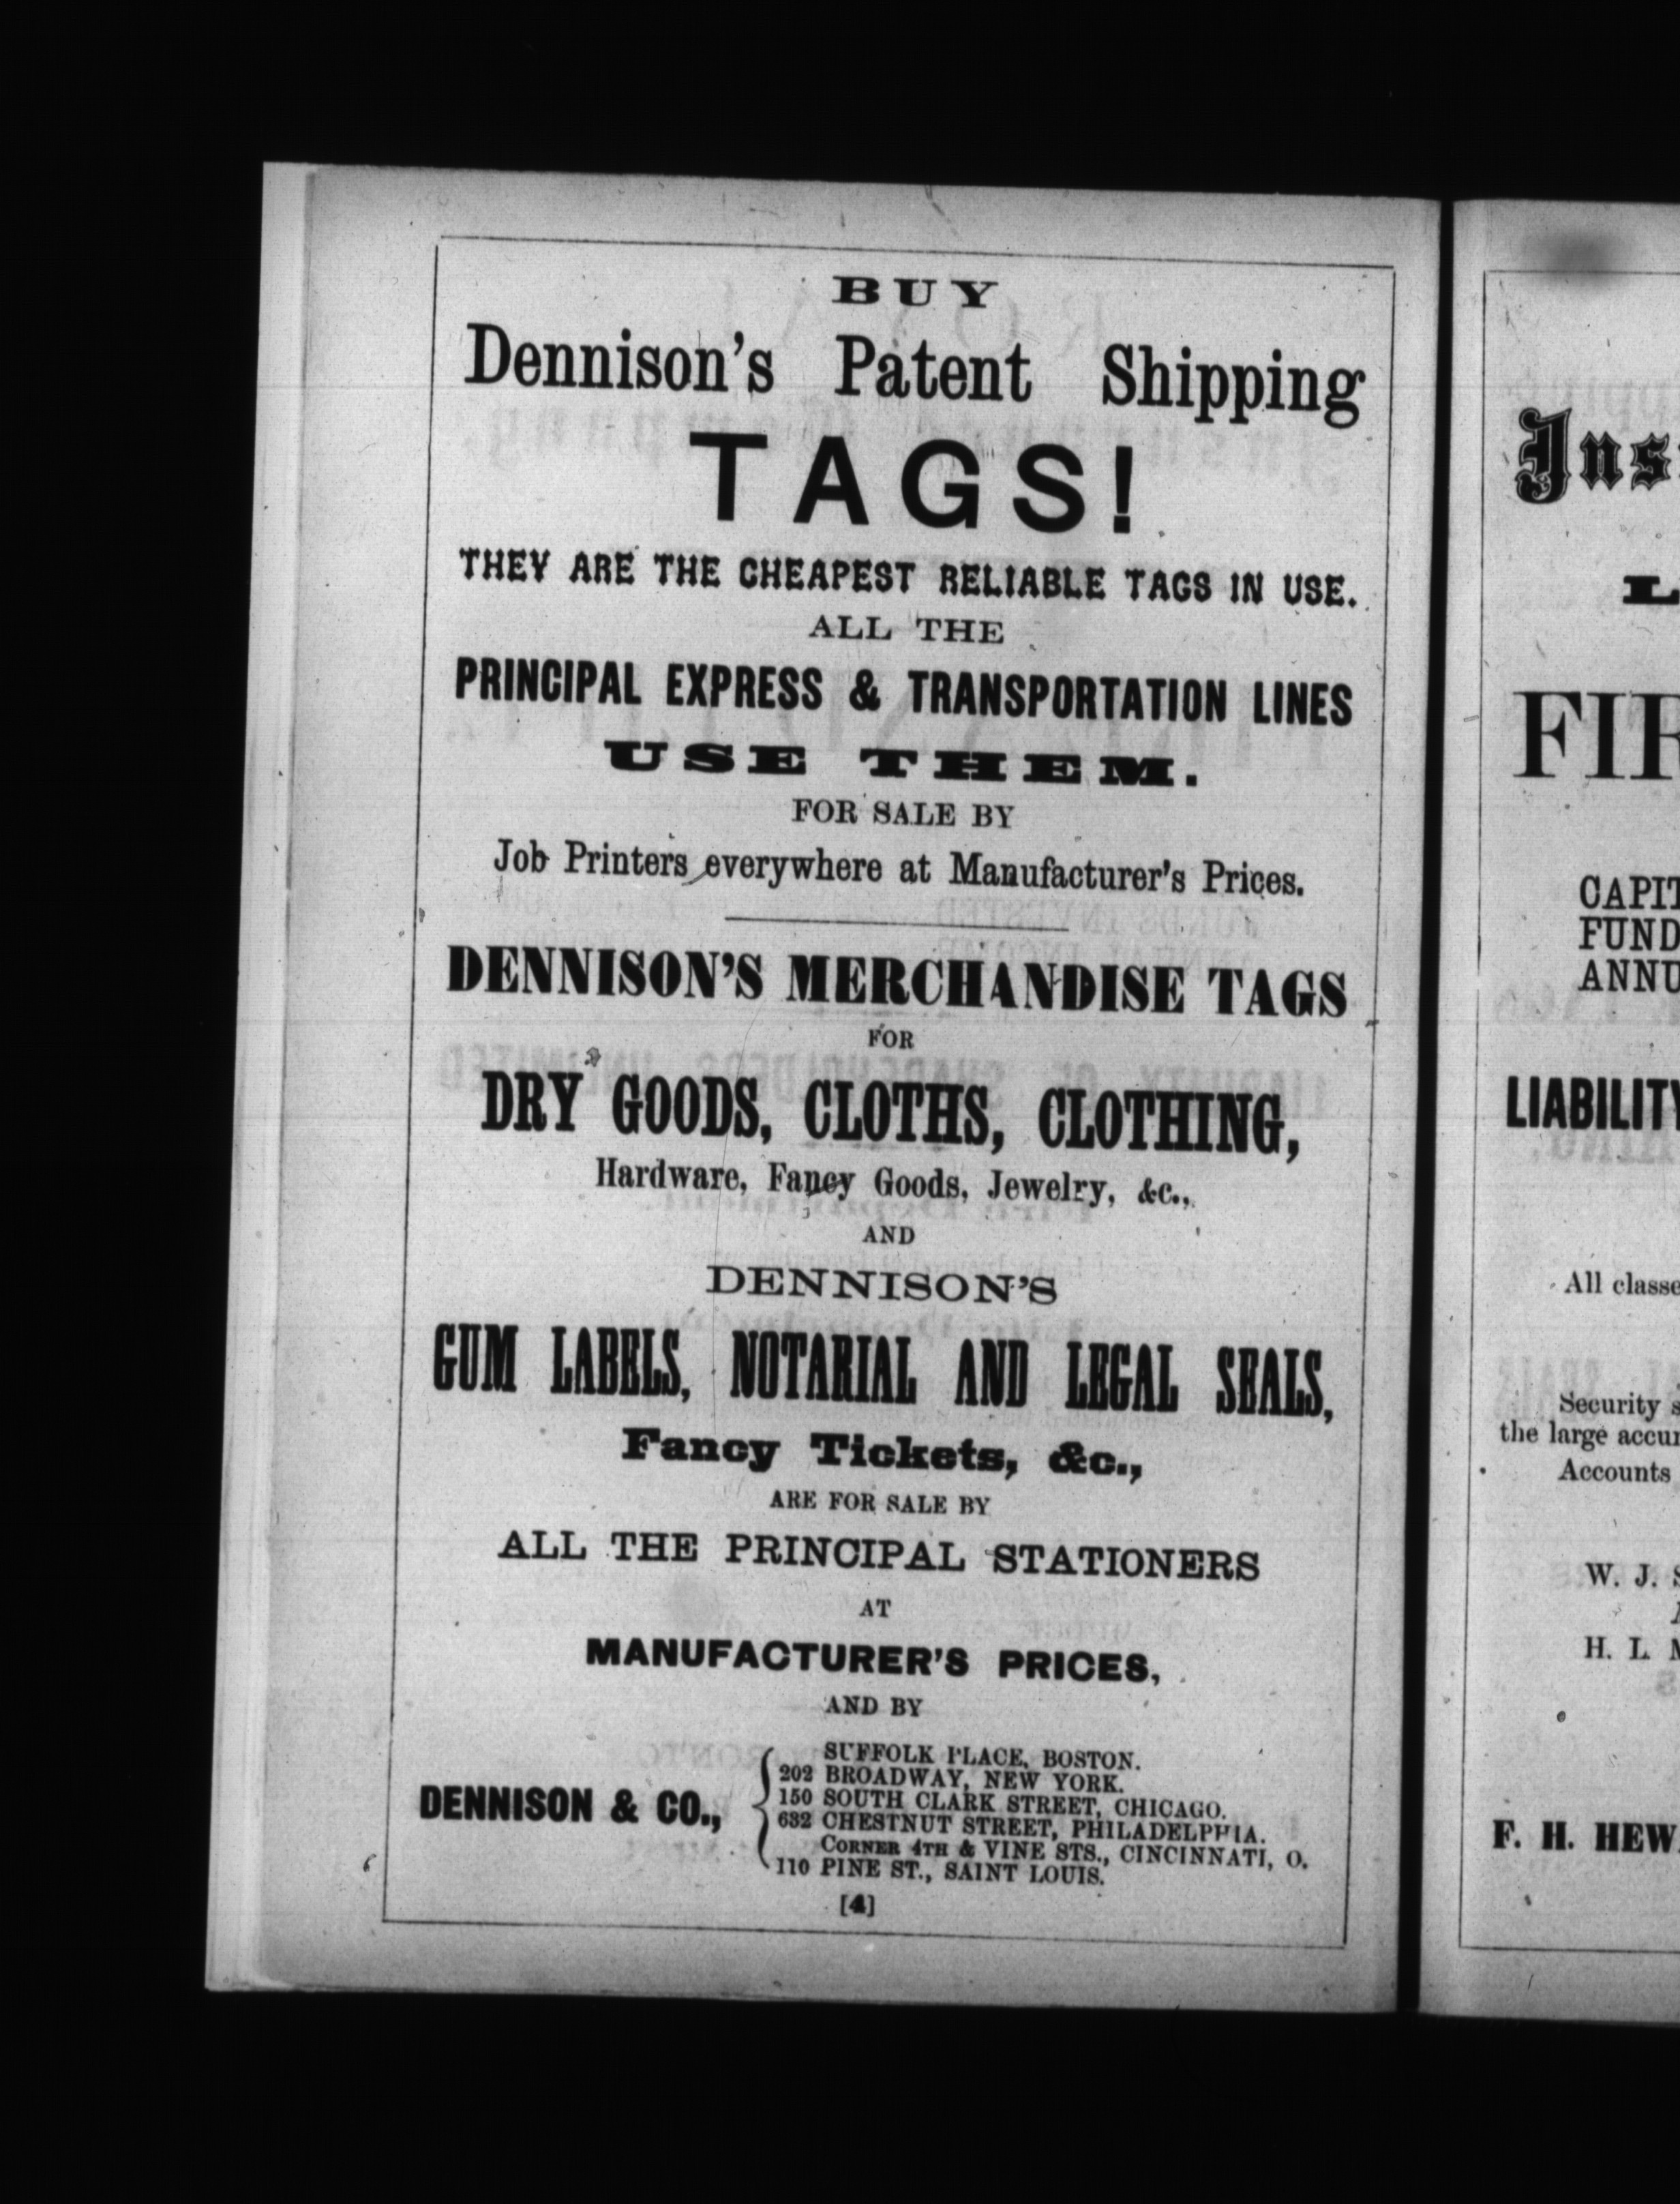 BUY
Dennison's Patent Shipping
TAGS!
THEY ARE THE CHEAPEST RELIABLE TAGS IN USE.
ALL THE
PRINCIPAL EXPRESS & TRANSPORTATION LINES
USE THEM.
FOR SALE BY
Job Printers everywhere at Manufacturer's Prices.
DENNISON'S MERCHANDISE TAGS
FOR
DRY GOODS, CLOTHS, CLOTHING,
Hardware, Fancy Goods, Jewelry, &c.,
AND
DENNISON'S
GUM LABELS, NOTARIAL AND LEGAL SEALS,
Fancy Tickets, &c.,
ARE FOR SALE BY
ALL THE PRINCIPAL STATIONERS
AT
MANUFACTURER'S PRICES,
AND BY
DENNISON & CO.,
SUFFOLK PLACE, BOSTON.
202 BROADWAY, NEW YORK.
150 SOUTH CLARK STREET, CHICAGO.
632 CHESTNUT STREET, PHILADELPHIA.
CORNER 4TH & VINE STS., CINCINNATI, O.
110 PINE ST., SAINT LOUIS.
[4]
Ins
L
FIR
CAPIT
FUND
ANNU
LIABILITY
All classe
Security s
the large accu
Accounts
W. J. S
H. L. M
F. H. HEW